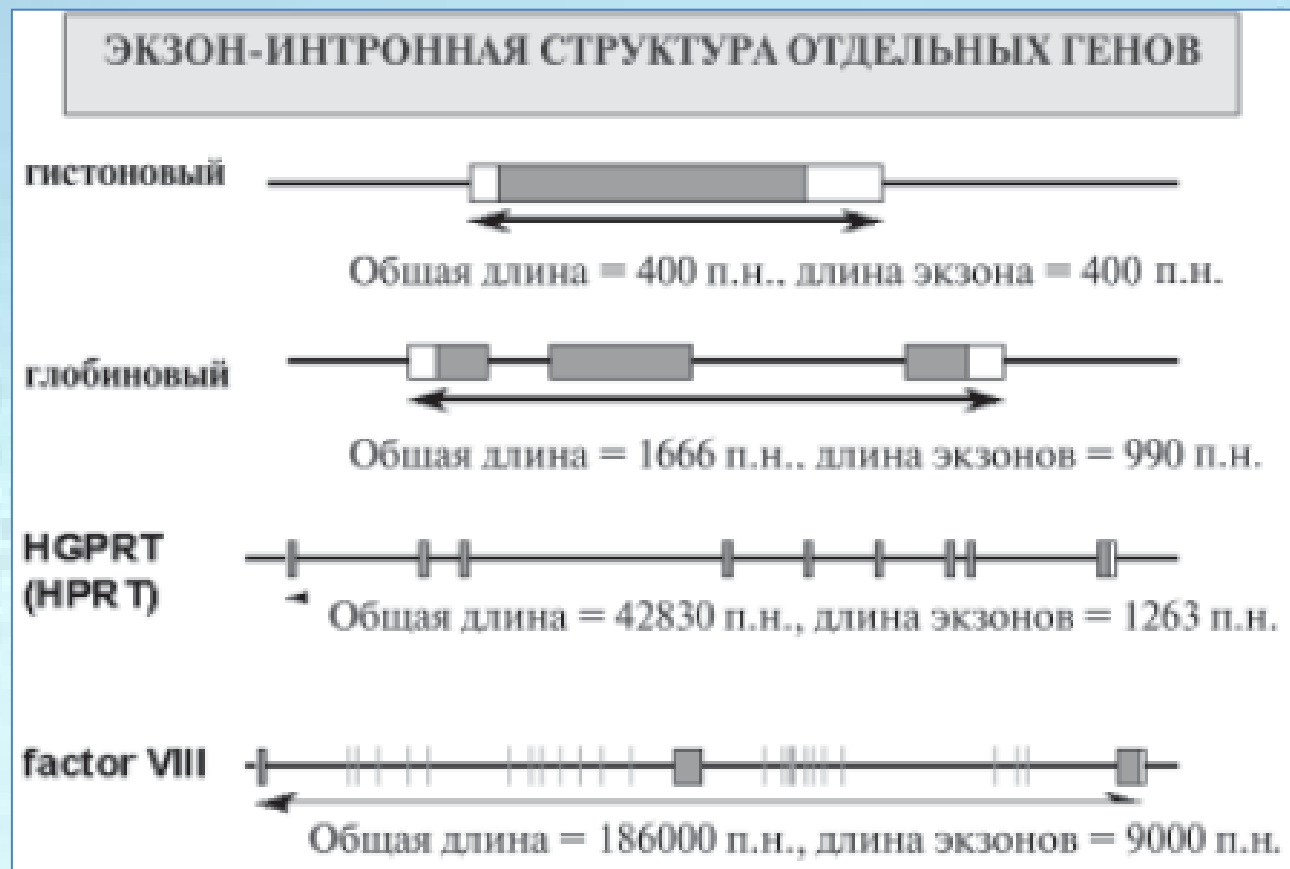 ЭКЗОН-ИНТРОННАЯ СТРУКТУРА ОТДЕЛЬНЫХ ГЕНОВ
гистоновый
Общая длина = 400 п.н., длина экзона = 400 п.н.
глобиновый
Общая длина = 1666 п.н., длина экзонов = 990 п.н.
HGPRT
(HPRT)
Общая длина = 42830 п.н., длина экзонов = 1263 п.н.
factor VIII
Общая длина = 186000 п.н., длина экзонов = 9000 п.н.